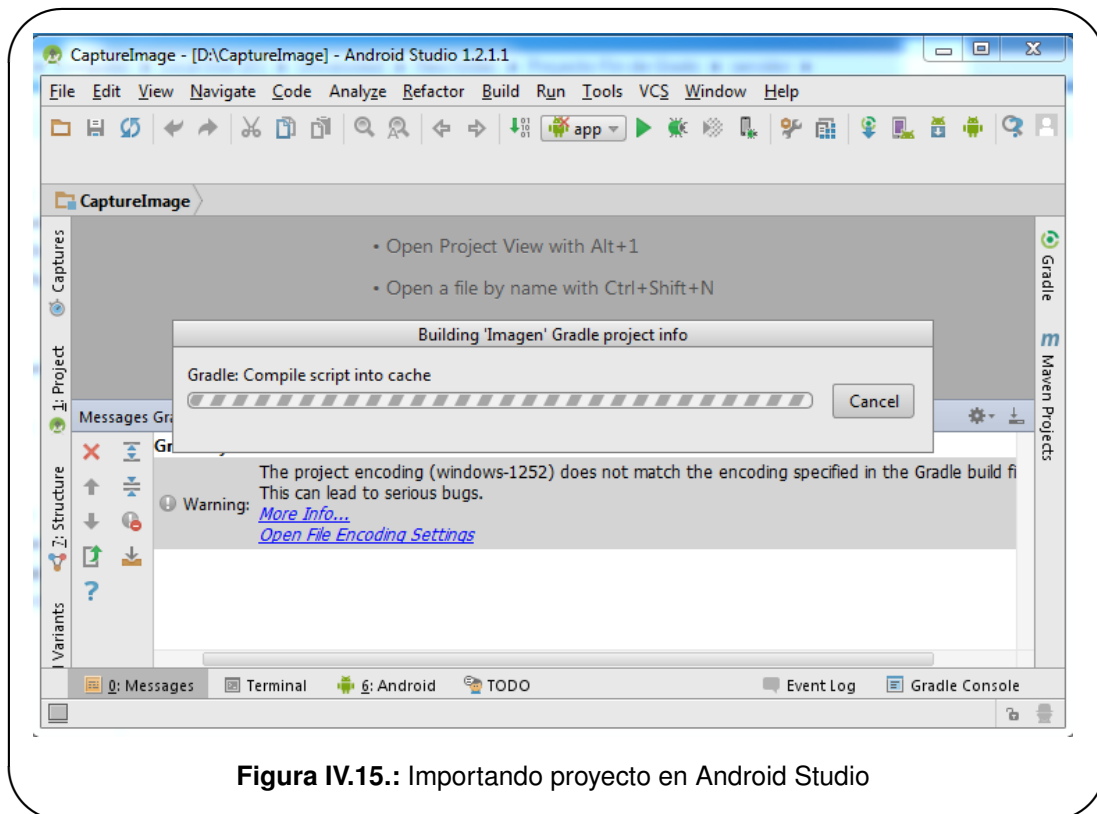 CaptureImage - [D:\CaptureImage] - Android Studio 1.2.1.1
File Edit View Navigate Code Analyze Refactor Build Run Tools VCS Window Help
app
CaptureImage
Captures
1: Project
2: Structure
Variants
• Open Project View with Alt+1
• Open a file by name with Ctrl+Shift+N
Building 'Imagen' Gradle project info
Gradle: Compile script into cache
Cancel
Messages Gra
Gr
Warning:
The project encoding (windows-1252) does not match the encoding specified in the Gradle build fi
This can lead to serious bugs.
More Info...
Open File Encoding Settings
Gradle
m Maven Projects
0: Messages Terminal 6: Android TODO Event Log Gradle Console
Figura IV.15.: Importando proyecto en Android Studio